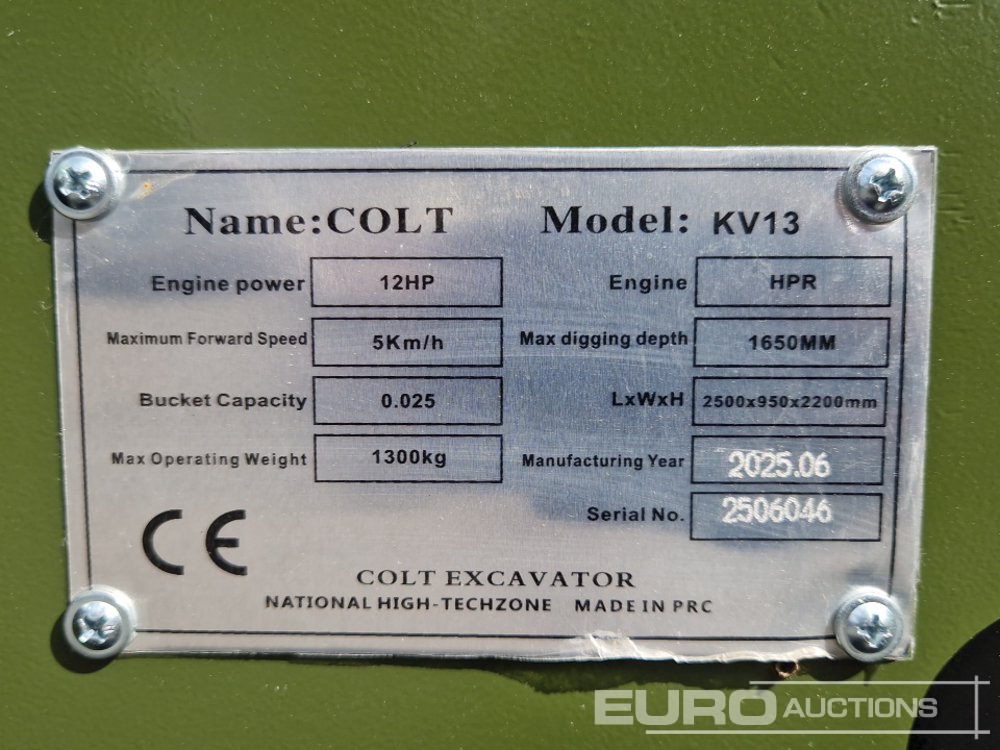 Name:COLT Model: KV13
Engine power 12HP Engine HPR
Maximum Forward Speed 5Km/h Max digging depth 1650MM
Bucket Capacity 0.025 LxWxH 2500x950x2200mm
Max Operating Weight 1300kg Manufacturing Year 2025.06
Serial No. 2506046
CE
COLT EXCAVATOR
NATIONAL HIGH-TECHZONE MADE IN PRC
EURO AUCTIONS